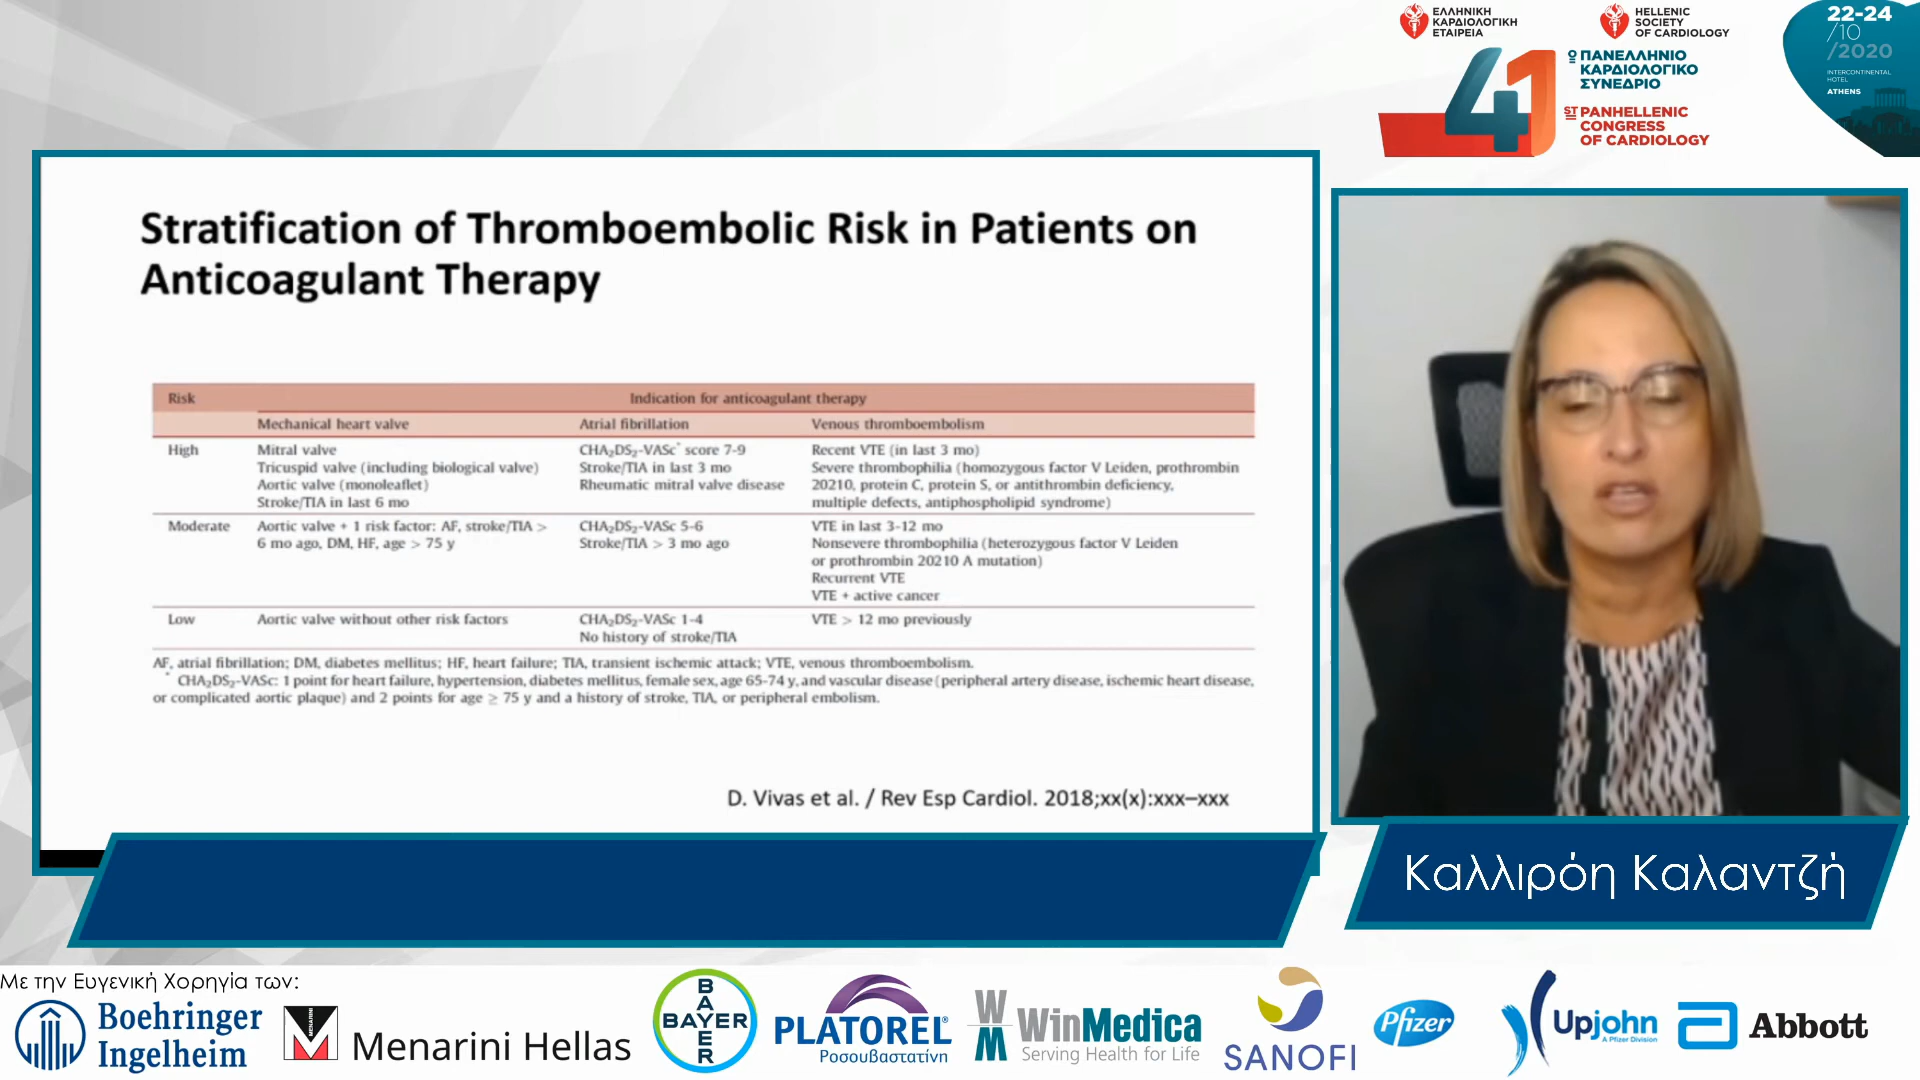 ΕΛΛΗΝΙΚΗ
ΚΑΡΔΙΟΛΟΓΙΚΗ
ΕΤΑΙΡΕΙΑ
HELLENIC
SOCIETY
OF CARDIOLOGY
41
Ο ΠΑΝΕΛΛΗΝΙΟ
ΚΑΡΔΙΟΛΟΓΙΚΟ
ΣΥΝΕΔΡΙΟ
ST PANHELLENIC
CONGRESS
OF CARDIOLOGY
22-24
/10
/2020
INTERCONTINENTAL
HOTEL
ATHENS
Stratification of Thromboembolic Risk in Patients on
Anticoagulant Therapy
Risk Indication for anticoagulant therapy
Mechanical heart valve Atrial fibrillation Venous thromboembolism
High Mitral valve CHA₂DS₂-VASc* score 7-9 Recent VTE (in last 3 mo)
Tricuspid valve (including biological valve) Stroke/TIA in last 3 mo Severe thrombophilia (homozygous factor V Leiden, prothrombin
Aortic valve (monoleaflet) Rheumatic mitral valve disease 20210, protein C, protein S, or antithrombin deficiency,
Stroke/TIA in last 6 mo multiple defects, antiphospholipid syndrome)
Moderate Aortic valve + 1 risk factor: AF, stroke/TIA > CHA₂DS₂-VASc 5-6 VTE in last 3-12 mo
6 mo ago, DM, HF, age > 75 y Stroke/TIA > 3 mo ago Nonsevere thrombophilia (heterozygous factor V Leiden
or prothrombin 20210 A mutation)
Recurrent VTE
VTE + active cancer
Low Aortic valve without other risk factors CHA₂DS₂-VASc 1-4 VTE > 12 mo previously
No history of stroke/TIA
AF, atrial fibrillation; DM, diabetes mellitus; HF, heart failure; TIA, transient ischemic attack; VTE, venous thromboembolism.
* CHA₂DS₂-VASc: 1 point for heart failure, hypertension, diabetes mellitus, female sex, age 65-74 y, and vascular disease (peripheral artery disease, ischemic heart disease,
or complicated aortic plaque) and 2 points for age ≥ 75 y and a history of stroke, TIA, or peripheral embolism.
D. Vivas et al. / Rev Esp Cardiol. 2018;xx(x):xxx–xxx
Καλλιρόη Καλαντζή
Με την Ευγενική Χορηγία των:
Boehringer
Ingelheim
MENARINI
Menarini Hellas
BAYER
BAYER
PLATOREL®
Ροσουβαστατίνη
WM
WinMedica
Serving Health for Life
SANOFI
Pfizer
Upjohn
A Pfizer Division
Abbott